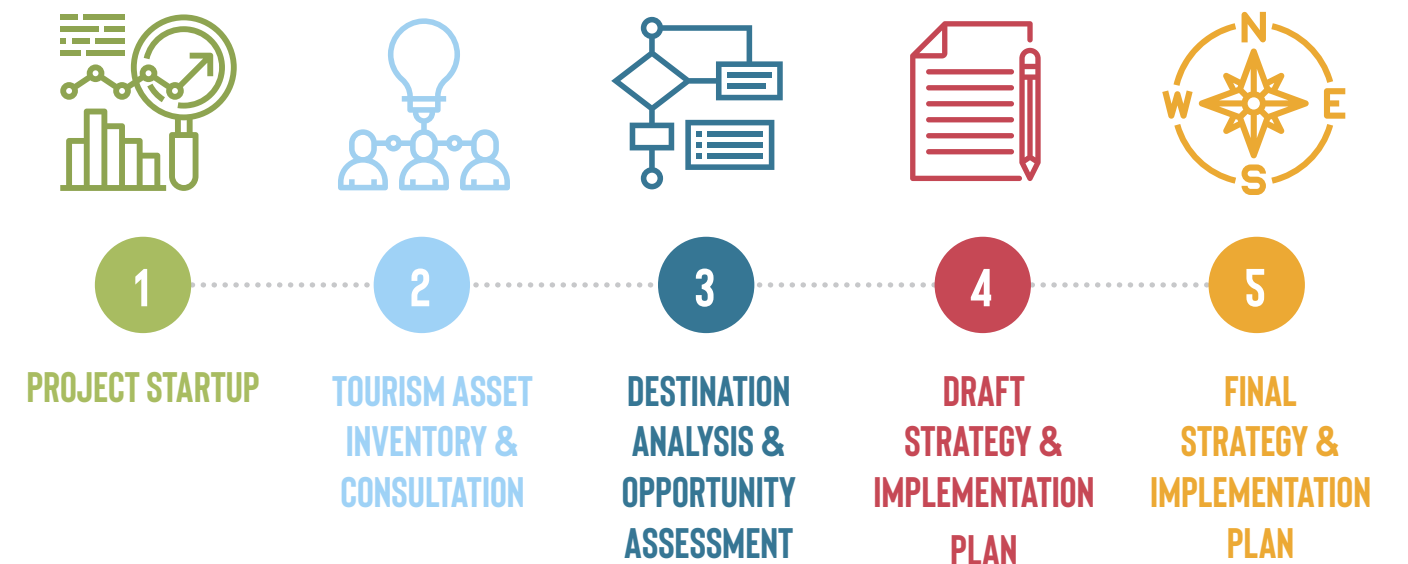 N
W E
S
1
2
3
4
5
PROJECT STARTUP
TOURISM ASSET
INVENTORY &
CONSULTATION
DESTINATION
ANALYSIS &
OPPORTUNITY
ASSESSMENT
DRAFT
STRATEGY &
IMPLEMENTATION
PLAN
FINAL
STRATEGY &
IMPLEMENTATION
PLAN